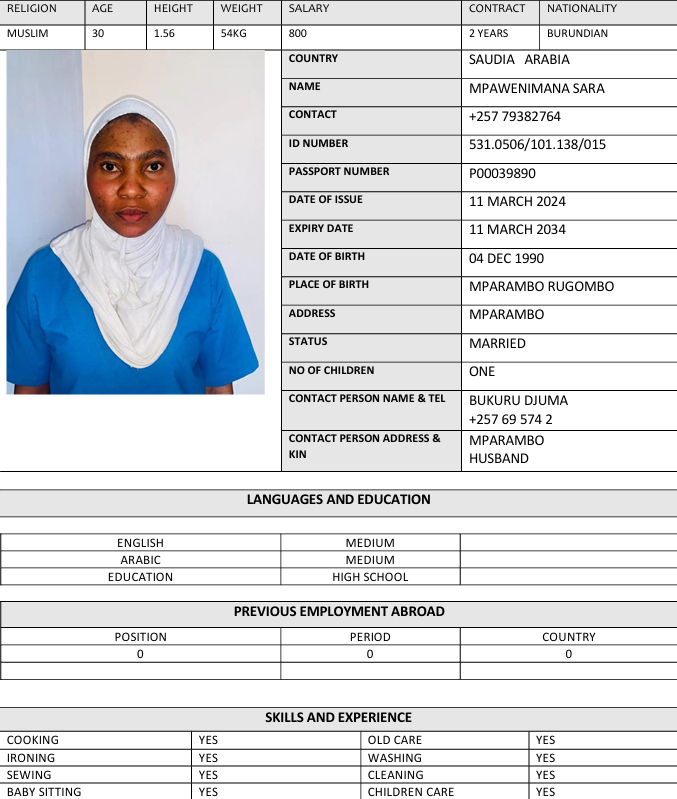 RELIGION AGE HEIGHT WEIGHT SALARY CONTRACT NATIONALITY
MUSLIM 30 1.56 54KG 800 2 YEARS BURUNDIAN
COUNTRY SAUDIA ARABIA
NAME MPAWENIMANA SARA
CONTACT +257 79382764
ID NUMBER 531.0506/101.138/015
PASSPORT NUMBER P00039890
DATE OF ISSUE 11 MARCH 2024
EXPIRY DATE 11 MARCH 2034
DATE OF BIRTH 04 DEC 1990
PLACE OF BIRTH MPARAMBO RUGOMBO
ADDRESS MPARAMBO
STATUS MARRIED
NO OF CHILDREN ONE
CONTACT PERSON NAME & TEL BUKURU DJUMA
+257 69 574 2
CONTACT PERSON ADDRESS & MPARAMBO
KIN HUSBAND
LANGUAGES AND EDUCATION
ENGLISH MEDIUM
ARABIC MEDIUM
EDUCATION HIGH SCHOOL
PREVIOUS EMPLOYMENT ABROAD
POSITION PERIOD COUNTRY
0 0 0
SKILLS AND EXPERIENCE
COOKING YES OLD CARE YES
IRONING YES WASHING YES
SEWING YES CLEANING YES
BABY SITTING YES CHILDREN CARE YES